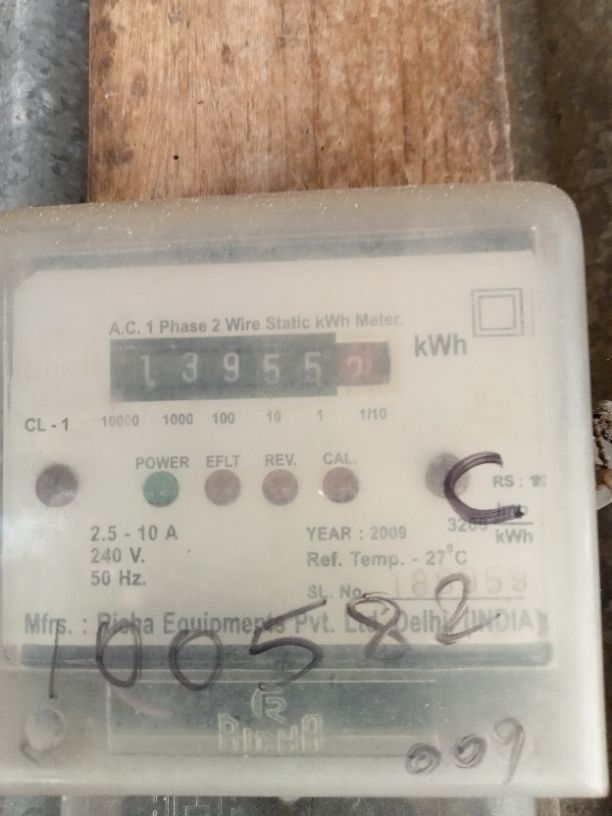 A.C. 1 Phase 2 Wire Static kWh Meter.
1 3 9 5 5 kWh
CL - 1 10000 1000 100 10 1 1/10
POWER EFLT REV. CAL.
C RS :
2.5 - 10 A YEAR : 2009 3200 imp/kWh
240 V. Ref. Temp. - 27°C
50 Hz. SL. No.
Mfrs. : Richa Equipments Pvt. Ltd. Delhi (INDIA)
100582
RICHA
009